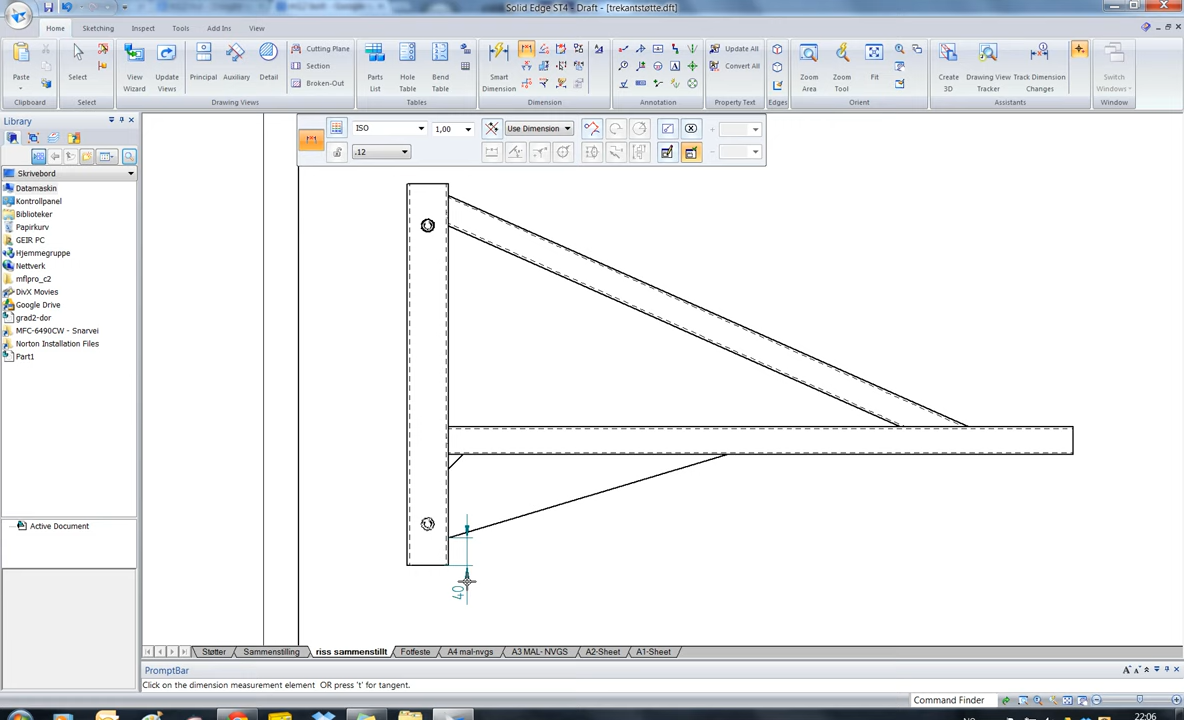 Solid Edge ST4 - Draft - [trekantstøtte.dft]
Home Sketching Inspect Tools Add Ins View
Paste
Clipboard
Select
Select
View Wizard
Update Views
Principal
Auxiliary
Detail
Cutting Plane
Section
Broken-Out
Drawing Views
Parts List
Hole Table
Bend Table
Tables
Smart Dimension
Dimension
Annotation
Update All
Convert All
Property Text
Edges
Zoom Area
Zoom Tool
Fit
Orient
Create 3D
Drawing View Tracker
Track Dimension Changes
Assistants
Switch Windows
Window
ISO
1,00
Use Dimension
.12
Library
Skrivebord
Datamaskin
Kontrollpanel
Biblioteker
Papirkurv
GEIR PC
Hjemmegruppe
Nettverk
mflpro_c2
DivX Movies
Google Drive
grad2-dor
MFC-6490CW - Snarvei
Norton Installation Files
Part1
Active Document
40
Støtter Sammenstilling riss sammenstillt Fotfeste A4 mal-nvgs A3 MAL- NVGS A2-Sheet A1-Sheet
PromptBar
Click on the dimension measurement element OR press 't' for tangent.
Command Finder
NO
22:06